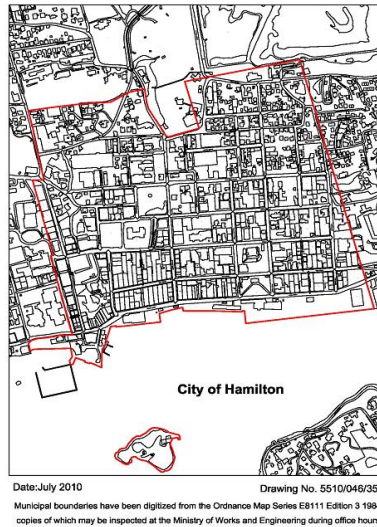 City of Hamilton
Date:July 2010
Drawing No. 5510/046/35
Municipal boundaries have been digitized from the Ordnance Map Series E8111 Edition 3 198
copies of which may be inspected at the Ministry of Works and Engineering during office hour